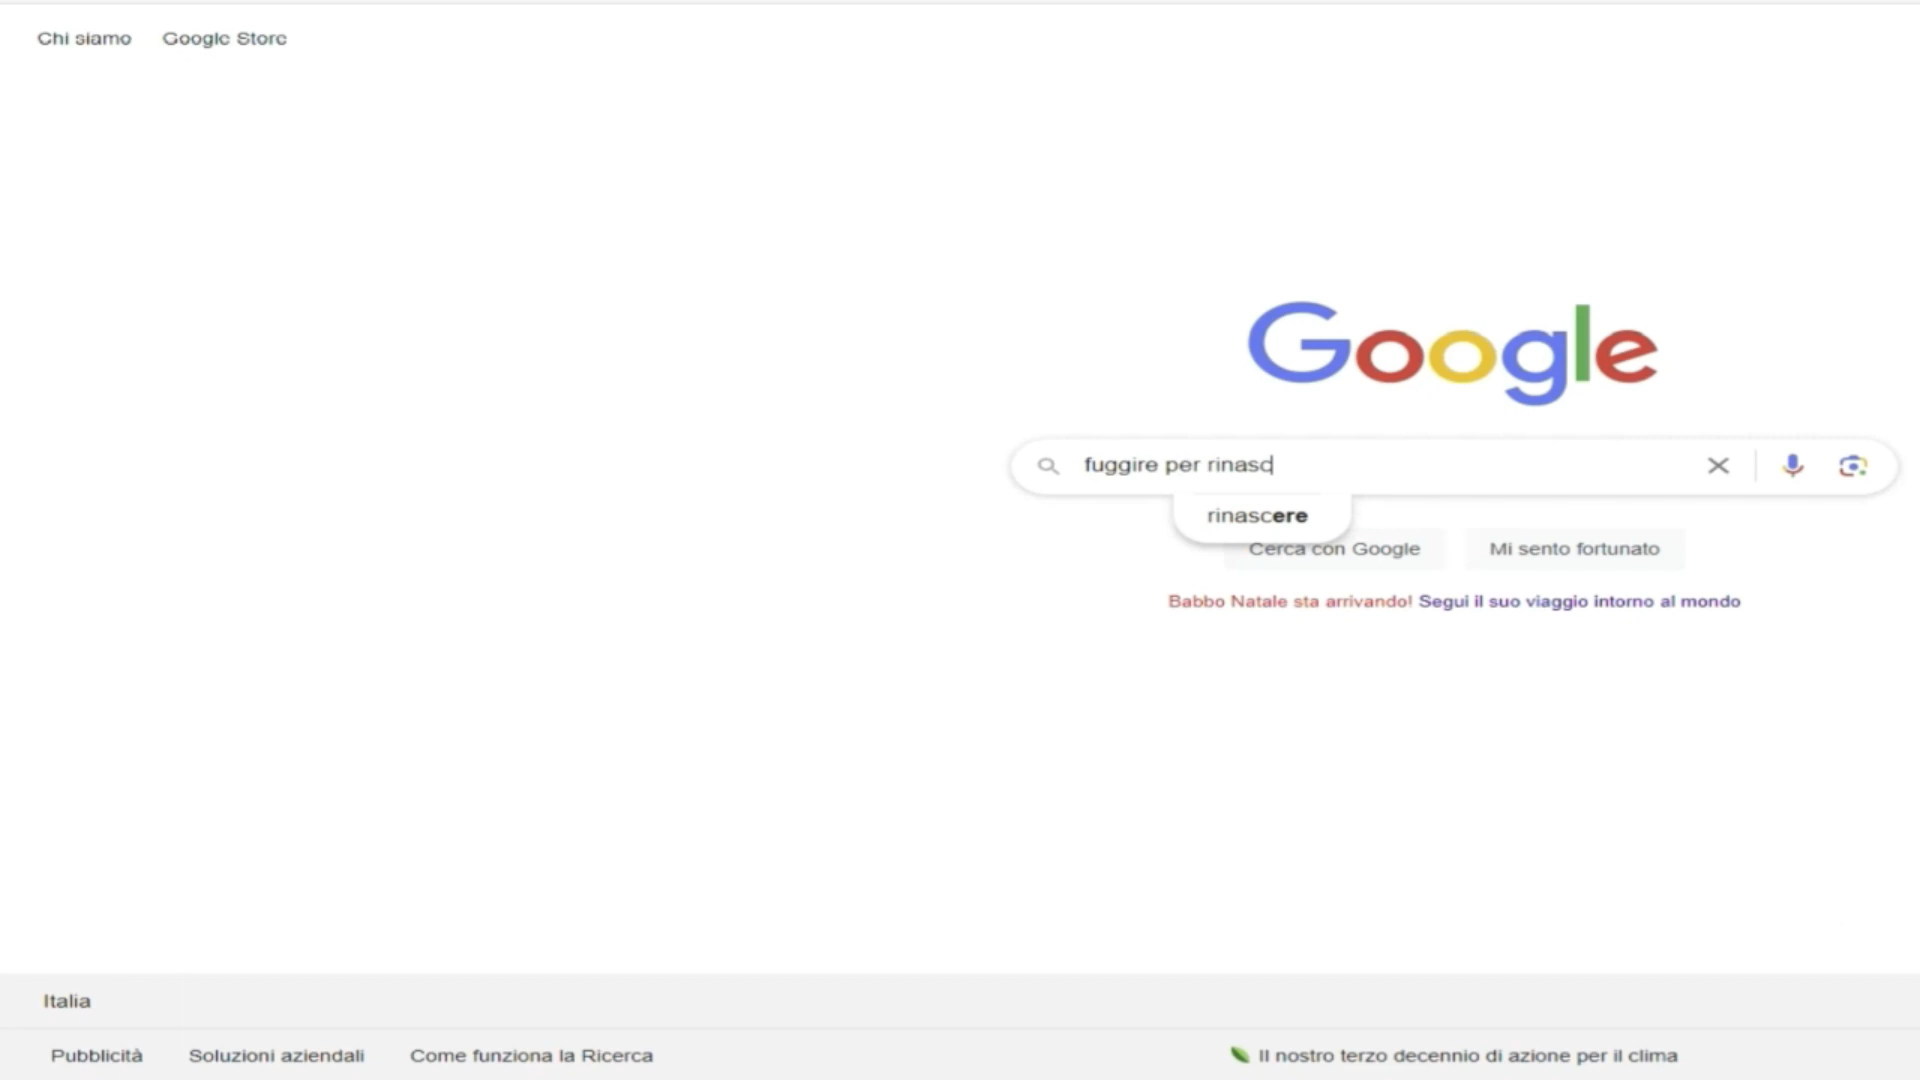 Chi siamo Google Store
Google
fuggire per rinasc
rinascere
Cerca con Google Mi sento fortunato
Babbo Natale sta arrivando! Segui il suo viaggio intorno al mondo
Italia
Pubblicità Soluzioni aziendali Come funziona la Ricerca Il nostro terzo decennio di azione per il clima